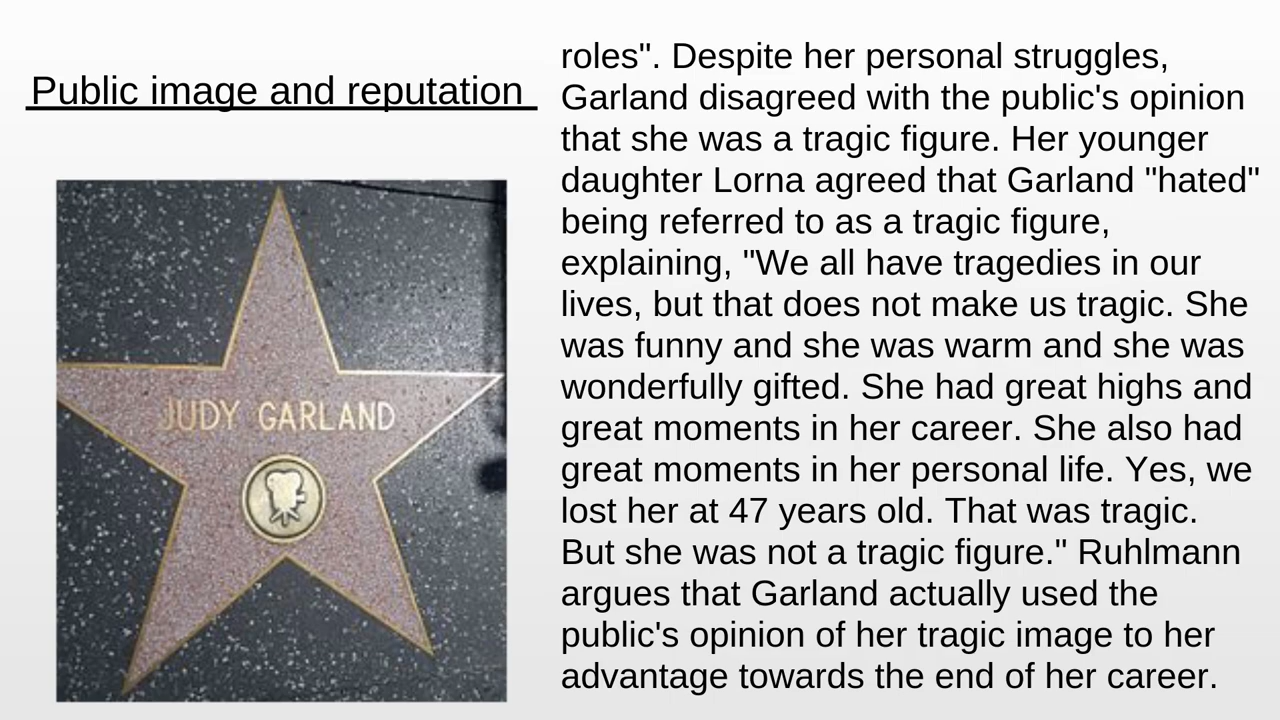 Public image and reputation
JUDY GARLAND
roles". Despite her personal struggles,
Garland disagreed with the public's opinion
that she was a tragic figure. Her younger
daughter Lorna agreed that Garland "hated"
being referred to as a tragic figure,
explaining, "We all have tragedies in our
lives, but that does not make us tragic. She
was funny and she was warm and she was
wonderfully gifted. She had great highs and
great moments in her career. She also had
great moments in her personal life. Yes, we
lost her at 47 years old. That was tragic.
But she was not a tragic figure." Ruhlmann
argues that Garland actually used the
public's opinion of her tragic image to her
advantage towards the end of her career.